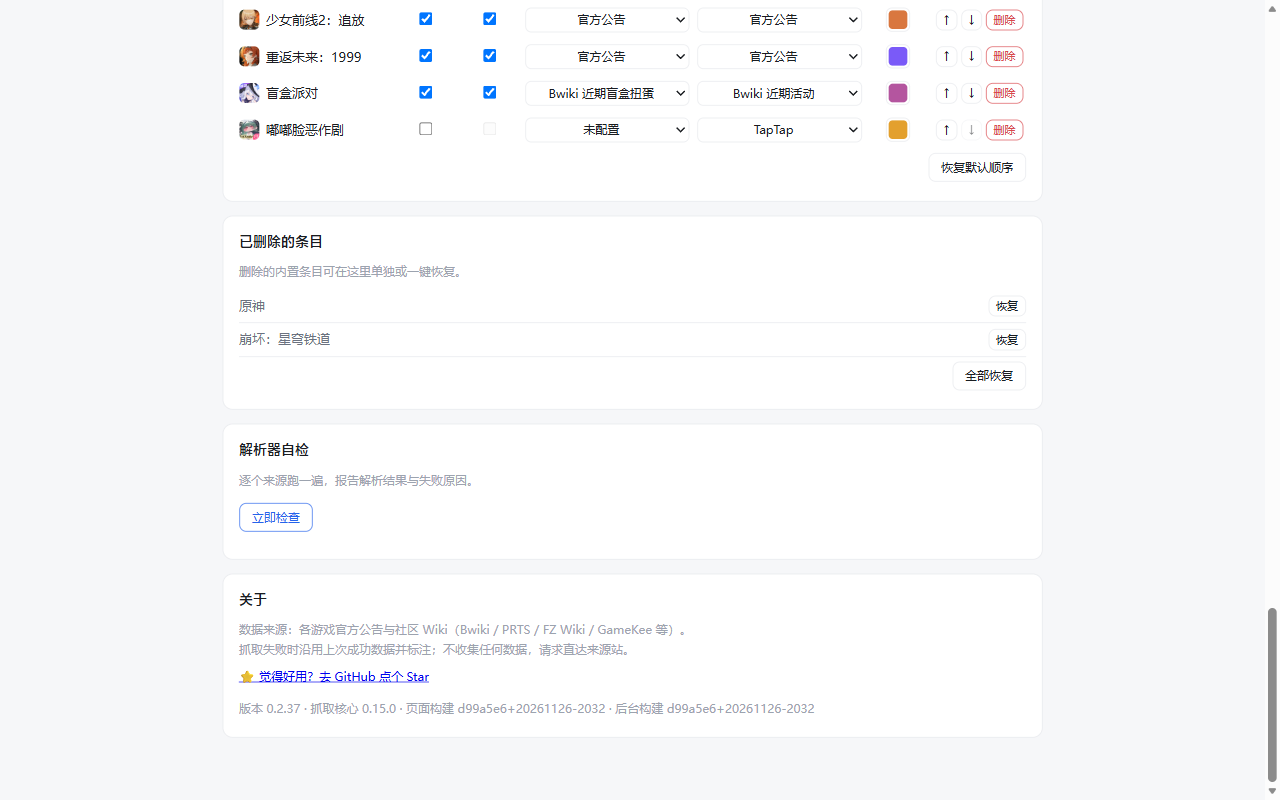 少女前线2：追放 官方公告 官方公告 ↑ ↓ 删除
重返未来：1999 官方公告 官方公告 ↑ ↓ 删除
盲盒派对 Bwiki 近期盲盒扭蛋 Bwiki 近期活动 ↑ ↓ 删除
嘟嘟脸恶作剧 未配置 TapTap ↑ ↓ 删除
恢复默认顺序
已删除的条目
删除的内置条目可在这里单独或一键恢复。
原神 恢复
崩坏：星穹铁道 恢复
全部恢复
解析器自检
逐个来源跑一遍，报告解析结果与失败原因。
立即检查
关于
数据来源：各游戏官方公告与社区 Wiki（Bwiki / PRTS / FZ Wiki / GameKee 等）。
抓取失败时沿用上次成功数据并标注；不收集任何数据，请求直达来源站。
⭐ 觉得好用？去 GitHub 点个 Star
版本 0.2.37 · 抓取核心 0.15.0 · 页面构建 d99a5e6+20261126-2032 · 后台构建 d99a5e6+20261126-2032